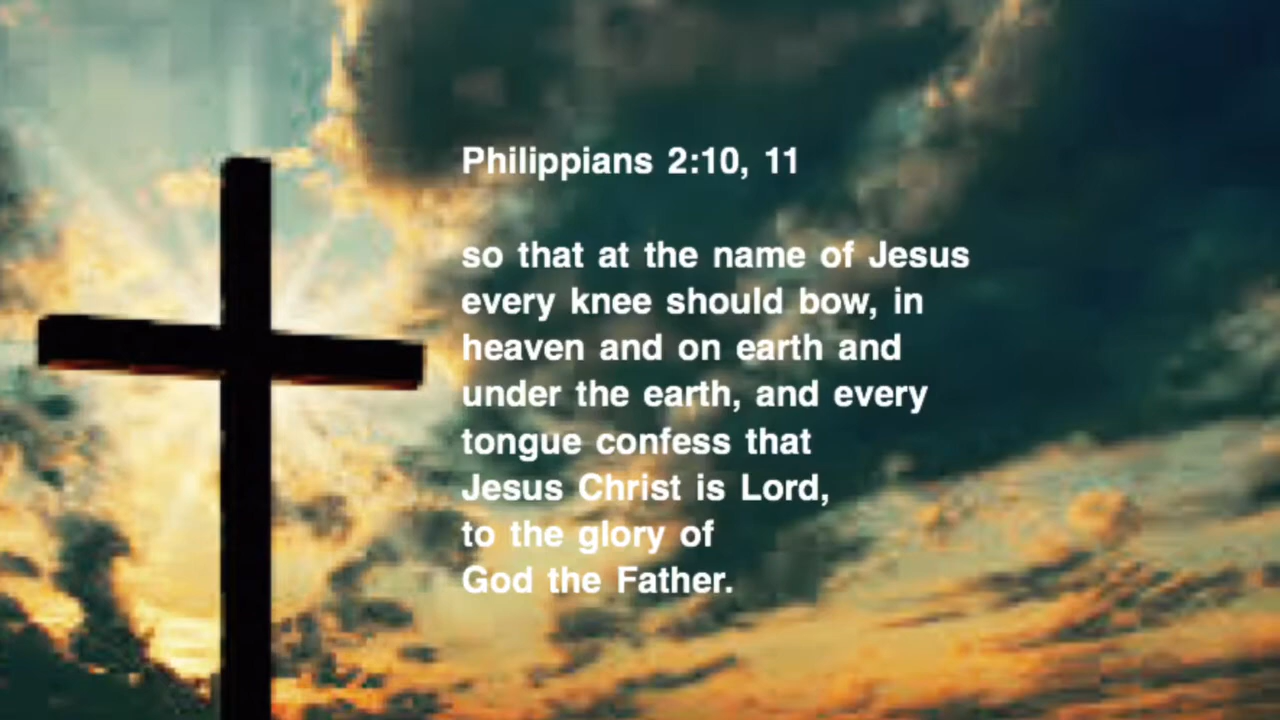 Philippians 2:10, 11
so that at the name of Jesus
every knee should bow, in
heaven and on earth and
under the earth, and every
tongue confess that
Jesus Christ is Lord,
to the glory of
God the Father.